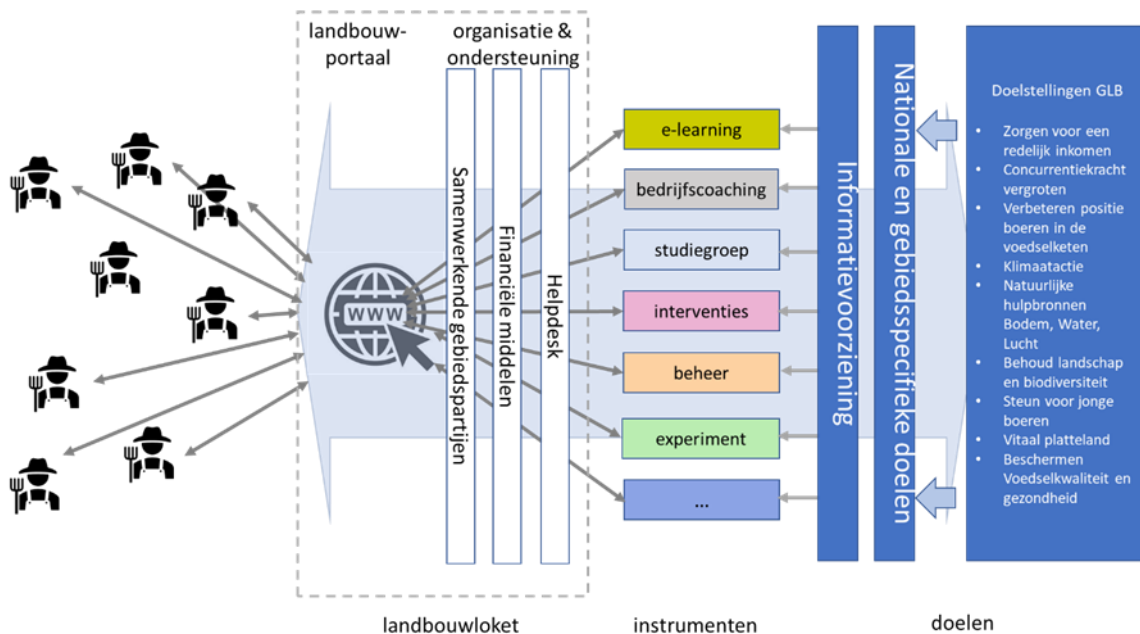 landbouw-
portaal
organisatie &
ondersteuning
www
Samenwerkende gebiedspartijen
Financiële middelen
Helpdesk
e-learning
bedrijfscoaching
studiegroep
interventies
beheer
experiment
...
Informatievoorziening
Nationale en gebiedsspecifieke doelen
Doelstellingen GLB
• Zorgen voor een
redelijk inkomen
• Concurrentiekracht
vergroten
• Verbeteren positie
boeren in de
voedselketen
• Klimaatactie
• Natuurlijke
hulpbronnen
Bodem, Water,
Lucht
• Behoud landschap
en biodiversiteit
• Steun voor jonge
boeren
• Vitaal platteland
• Beschermen
Voedselkwaliteit en
gezondheid
landbouwloket
instrumenten
doelen